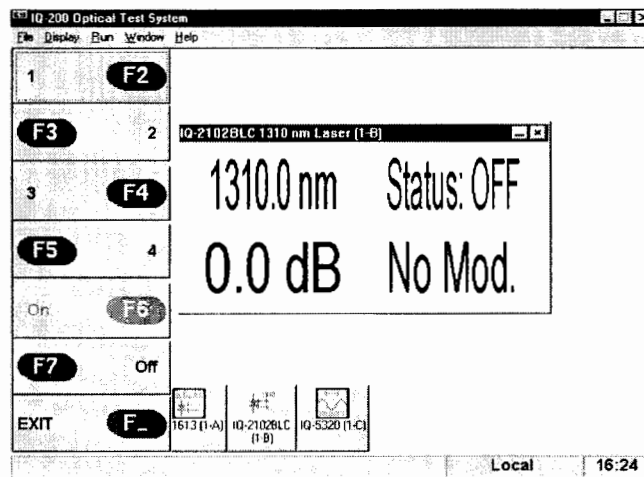 IQ-200 Optical Test System
File Display Run Window Help
1 F2
F3 2
3 F4
F5 4
On F6
F7 Off
EXIT F_
IQ-2102BLC 1310 nm Laser (1-B)
1310.0 nm Status: OFF
0.0 dB No Mod.
1613 (1-A)
IQ-2102BLC
(1-B)
IQ-5320 (1-C)
Local 16:24